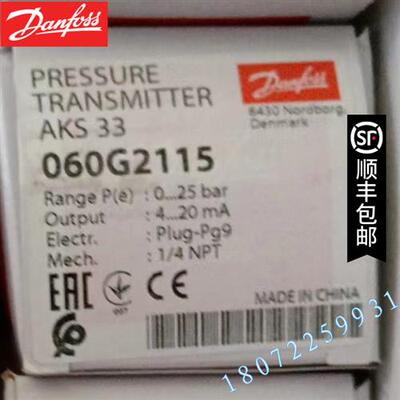 Danfoss
PRESSURE
TRANSMITTER
AKS 33
Danfoss
6430 Nordborg,
Denmark
060G2115
Range P(e) : 0...25 bar
Output : 4...20 mA
Electr. : Plug-Pg9
Mech. : 1/4 NPT
EAC
CE
MADE IN CHINA
SF
顺丰包邮
18072259931